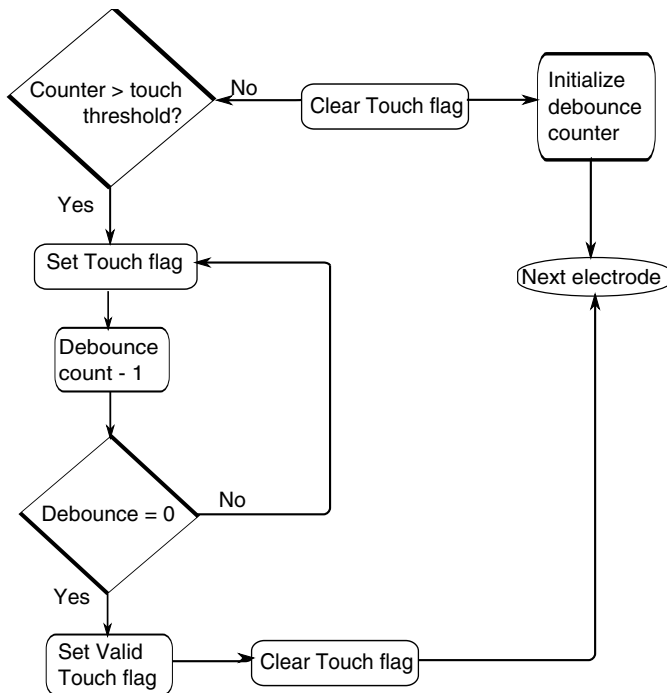 Counter > touch
threshold?
No
Clear Touch flag
Initialize
debounce
counter
Yes
Set Touch flag
Next electrode
Debounce
count - 1
Debounce = 0
No
Yes
Set Valid
Touch flag
Clear Touch flag